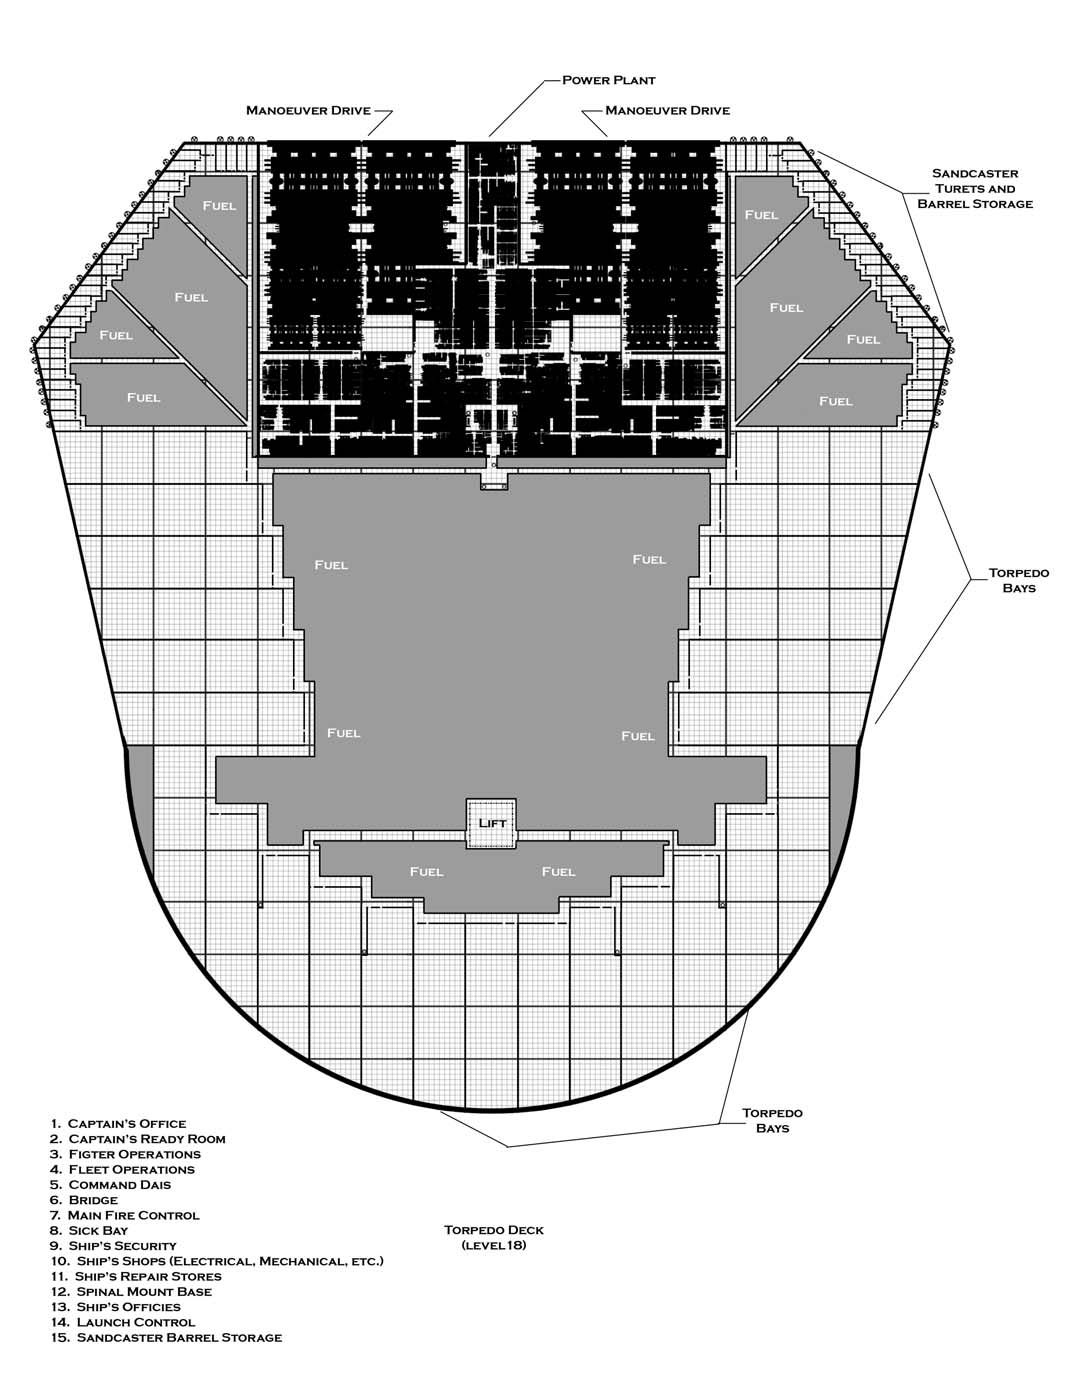 Power Plant
Manoeuver Drive
Manoeuver Drive
Sandcaster
Turets and
Barrel Storage
Fuel
Fuel
Fuel
Fuel
Fuel
Fuel
Fuel
Fuel
Fuel
Fuel
Torpedo
Bays
Fuel
Fuel
Lift
Fuel
Fuel
Torpedo
Bays
1. Captain's Office
2. Captain's Ready Room
3. Figter Operations
4. Fleet Operations
5. Command Dais
6. Bridge
7. Main Fire Control
8. Sick Bay
9. Ship's Security
10. Ship's Shops (Electrical, Mechanical, etc.)
11. Ship's Repair Stores
12. Spinal Mount Base
13. Ship's Officies
14. Launch Control
15. Sandcaster Barrel Storage
Torpedo Deck
(level 18)